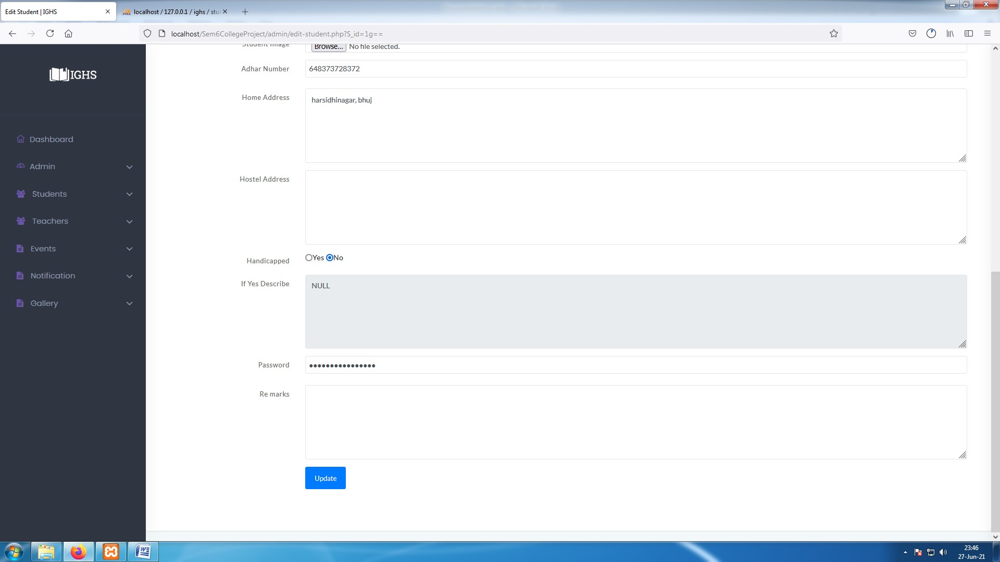 Edit Student | IGHS
localhost / 127.0.0.1 / ighs / stu
localhost/Sem6CollegeProject/admin/edit-student.php?S_id=1g==
IGHS
Dashboard
Admin
Students
Teachers
Events
Notification
Gallery
Student Image
Browse... No file selected.
Adhar Number
648373728372
Home Address
harsidhinagar, bhuj
Hostel Address
Handicapped
Yes No
If Yes Describe
NULL
Password
••••••••••••••••
Re marks
Update
23:46
27-Jun-21